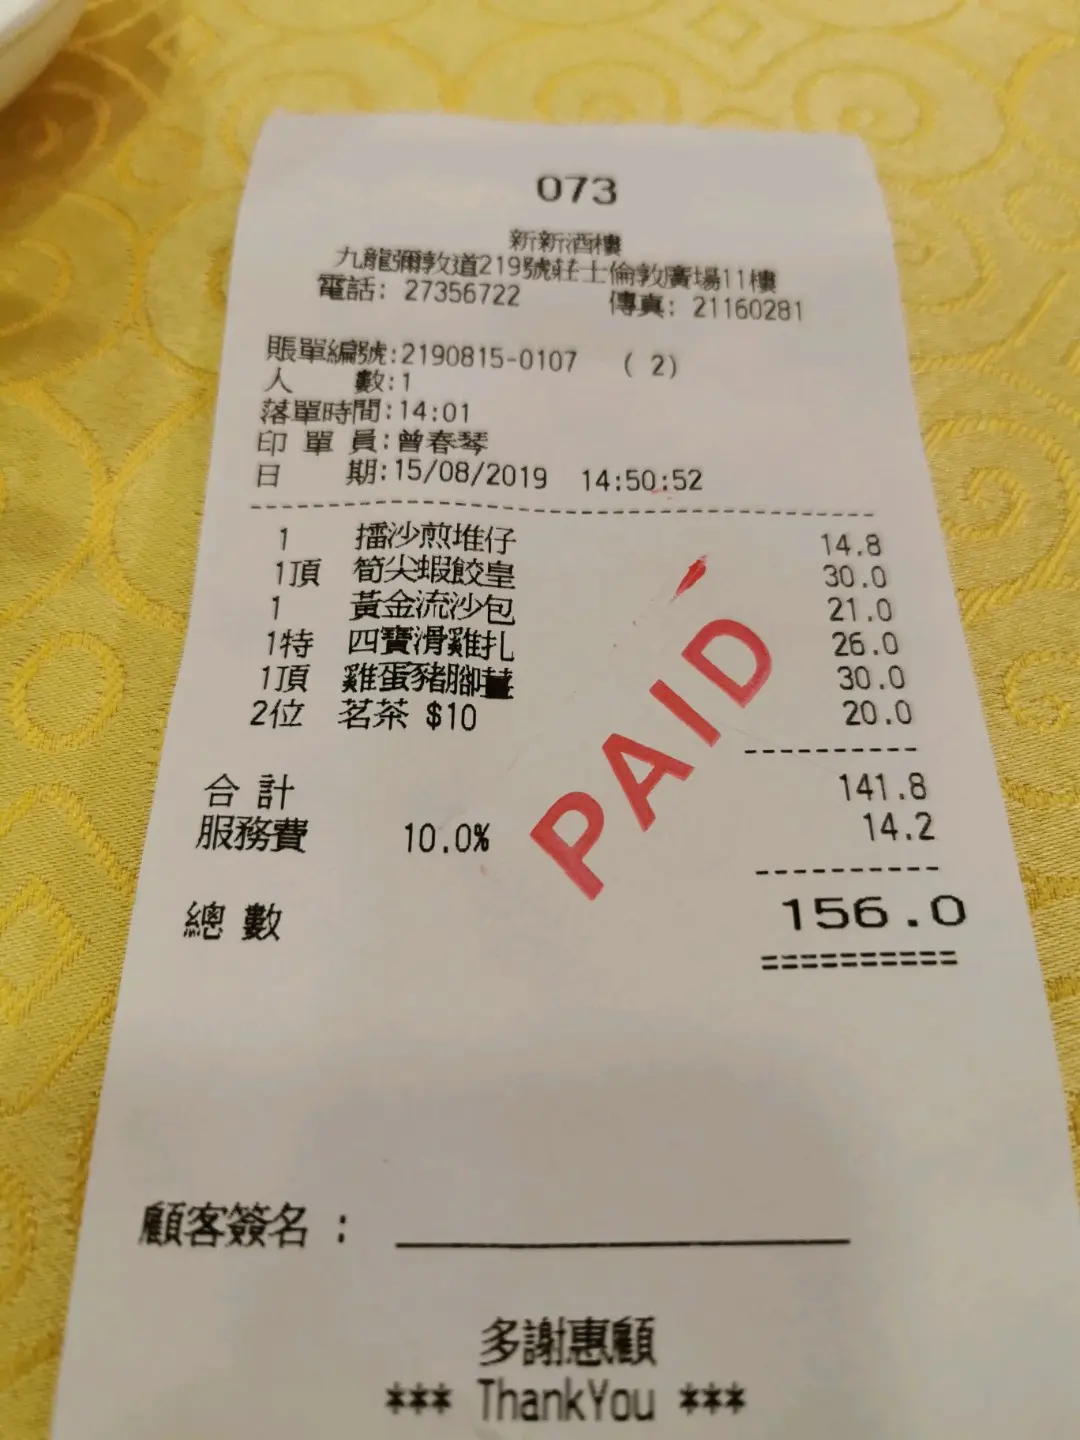 073
新新酒樓
九龍彌敦道219號莊士倫敦廣場11樓
電話: 27356722 傳真: 21160281
賬單編號:2190815-0107 ( 2)
人 數:1
落單時間:14:01
印 單 員:曾春琴
日 期:15/08/2019 14:50:52
1 擂沙煎堆仔 14.8
1頂 筍尖蝦餃皇 30.0
1 黃金流沙包 21.0
1特 四寶滑雞扎 26.0
1頂 雞蛋豬腳薑 30.0
2位 茗茶 $10 20.0
合 計 141.8
服務費 10.0% 14.2
總 數 156.0
==========
PAID
顧客簽名 :
多謝惠顧
*** ThankYou ***